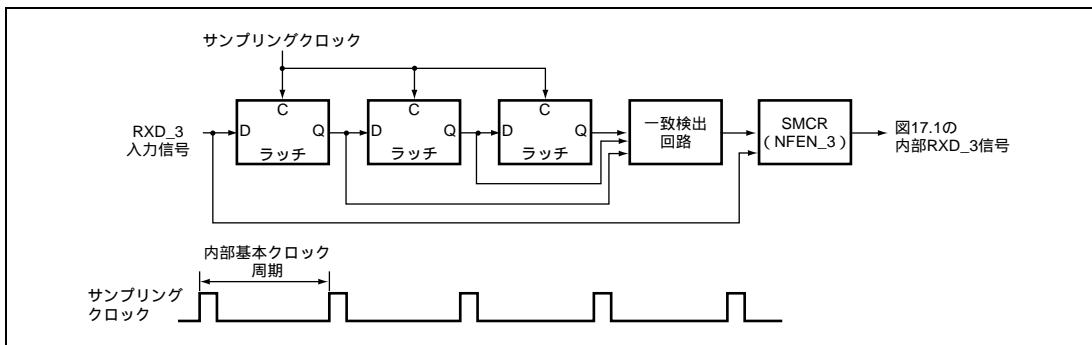 サンプリングクロック
C
C
C
RXD_3
入力信号
D
Q
ラッチ
D
Q
ラッチ
D
Q
ラッチ
一致検出
回路
SMCR
(NFEN_3)
図17.1の
内部RXD_3信号
内部基本クロック
周期
サンプリング
クロック